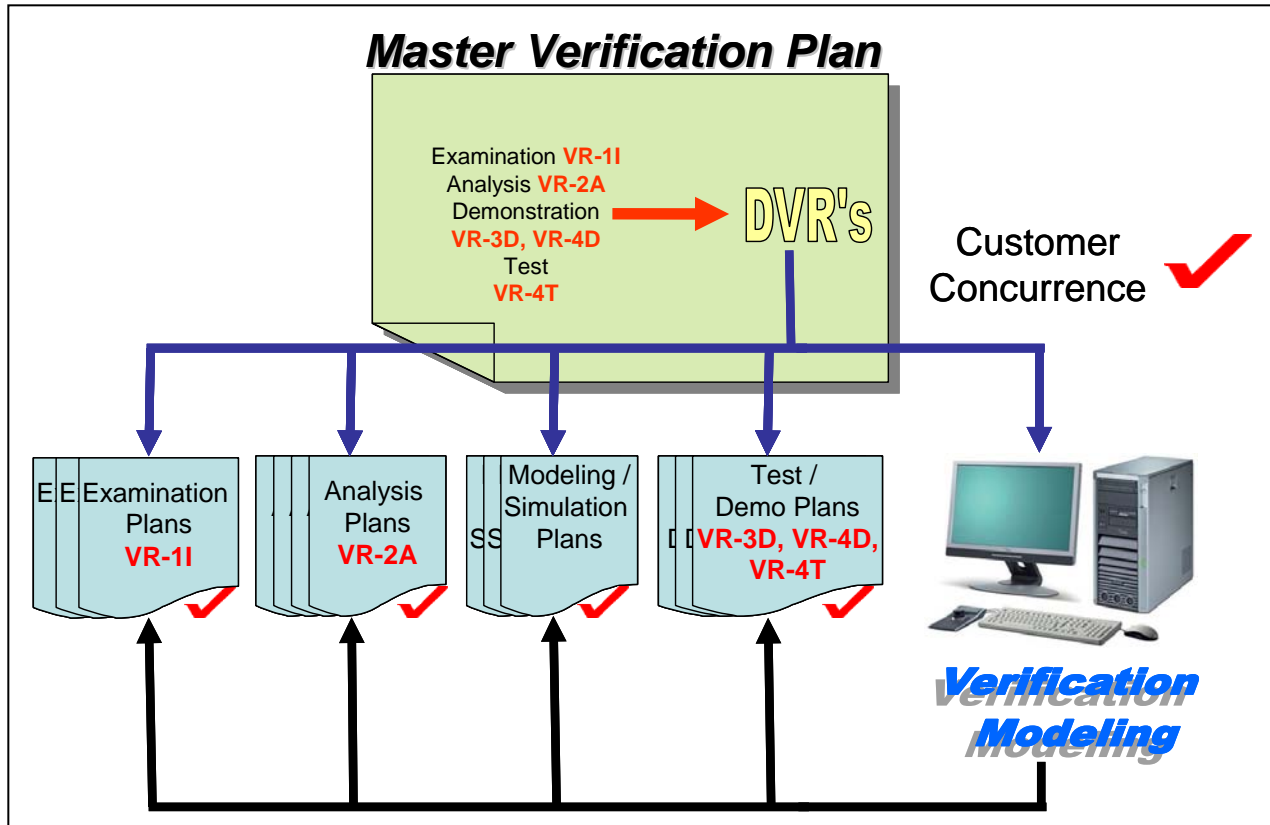 Master Verification Plan
Examination VR-1I
Analysis VR-2A
Demonstration
VR-3D, VR-4D
Test
VR-4T
DVR's
Customer
Concurrence
E E Examination
Plans
VR-1I
Analysis
Plans
VR-2A
Modeling /
S S Simulation
Plans
Test /
D D Demo Plans
VR-3D, VR-4D,
VR-4T
Verification
Modeling